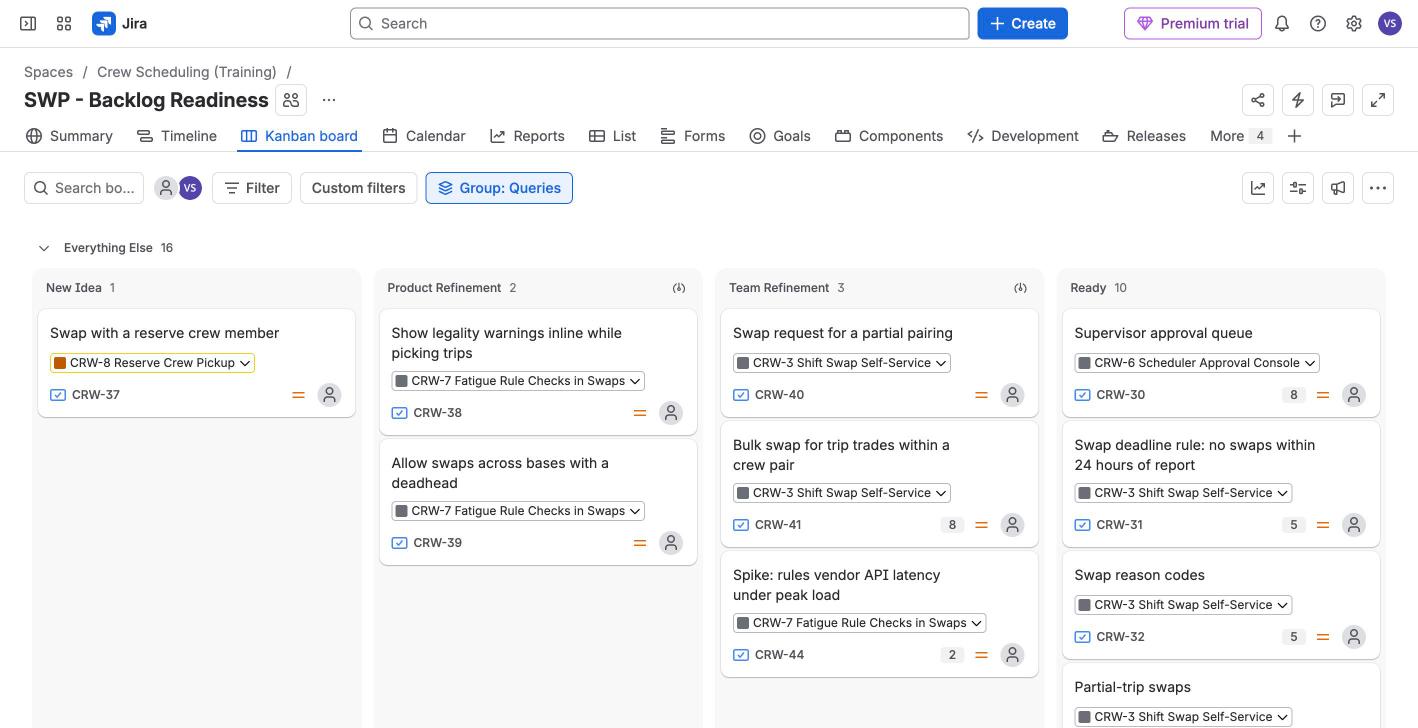 Jira
Search
Create
Premium trial
VS
Spaces / Crew Scheduling (Training) /
SWP - Backlog Readiness
Summary
Timeline
Kanban board
Calendar
Reports
List
Forms
Goals
Components
Development
Releases
More 4
Search bo...
VS
Filter
Custom filters
Group: Queries
Everything Else 16
New Idea 1
Swap with a reserve crew member
CRW-8 Reserve Crew Pickup
CRW-37
Product Refinement 2
Show legality warnings inline while
picking trips
CRW-7 Fatigue Rule Checks in Swaps
CRW-38
Allow swaps across bases with a
deadhead
CRW-7 Fatigue Rule Checks in Swaps
CRW-39
Team Refinement 3
Swap request for a partial pairing
CRW-3 Shift Swap Self-Service
CRW-40
Bulk swap for trip trades within a
crew pair
CRW-3 Shift Swap Self-Service
CRW-41 8
Spike: rules vendor API latency
under peak load
CRW-7 Fatigue Rule Checks in Swaps
CRW-44 2
Ready 10
Supervisor approval queue
CRW-6 Scheduler Approval Console
CRW-30 8
Swap deadline rule: no swaps within
24 hours of report
CRW-3 Shift Swap Self-Service
CRW-31 5
Swap reason codes
CRW-3 Shift Swap Self-Service
CRW-32 5
Partial-trip swaps
CRW-3 Shift Swap Self-Service